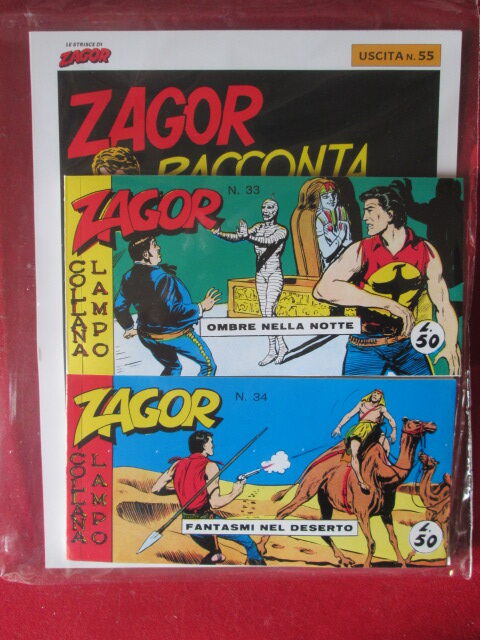 LE STRISCE DI
ZAGOR
USCITA N. 55
ZAGOR
RACCONTA
ZAGOR
N. 33
COLLANA
LAMPO
OMBRE NELLA NOTTE
L. 50
ZAGOR
N. 34
COLLANA
LAMPO
FANTASMI NEL DESERTO
L. 50